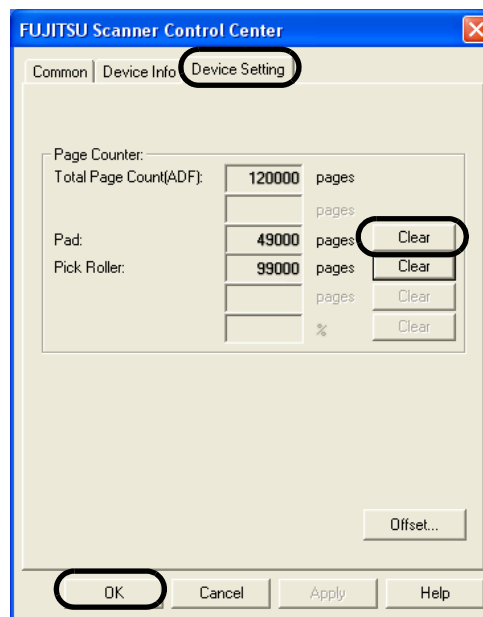 FUJITSU Scanner Control Center
Common Device Info Device Setting
Page Counter:
Total Page Count(ADF): 120000 pages
pages
Pad: 49000 pages Clear
Pick Roller: 99000 pages Clear
pages Clear
% Clear
Offset...
OK Cancel Apply Help